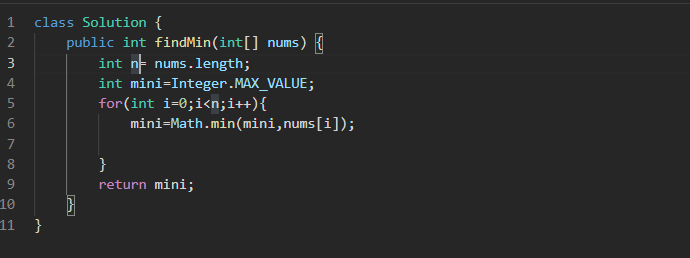 1 class Solution {
2 public int findMin(int[] nums) {
3 int n= nums.length;
4 int mini=Integer.MAX_VALUE;
5 for(int i=0;i<n;i++){
6 mini=Math.min(mini,nums[i]);
7
8 }
9 return mini;
10 }
11 }